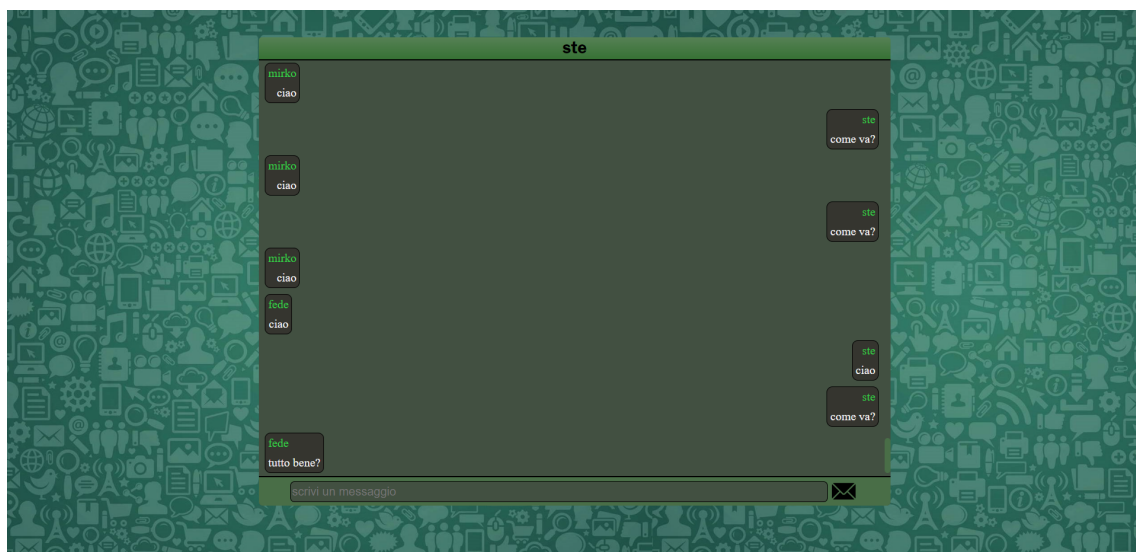 ste
mirko
ciao
ste
come va?
mirko
ciao
ste
come va?
mirko
ciao
fede
ciao
ste
ciao
ste
come va?
fede
tutto bene?
scrivi un messaggio